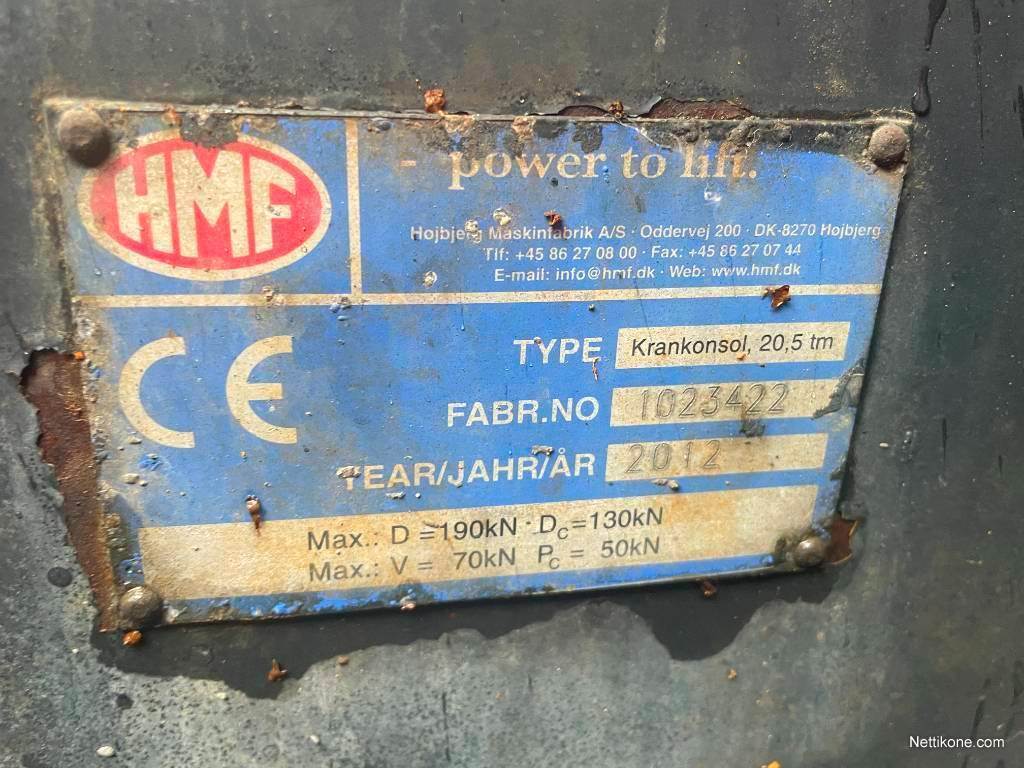 HMF
- power to lift.
Højbjerg Maskinfabrik A/S · Oddervej 200 · DK-8270 Højbjerg
Tlf: +45 86 27 08 00 · Fax: +45 86 27 07 44
E-mail: info@hmf.dk · Web: www.hmf.dk
CE
TYPE Krankonsol, 20,5 tm
FABR.NO 1023422
YEAR/JAHR/ÅR 2012
Max.: D =190kN · Dc=130kN
Max.: V = 70kN Pc = 50kN
Nettikone.com